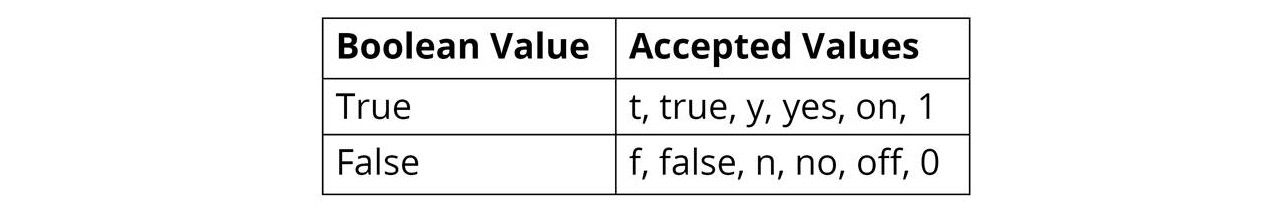 Boolean Value Accepted Values
True t, true, y, yes, on, 1
False f, false, n, no, off, 0